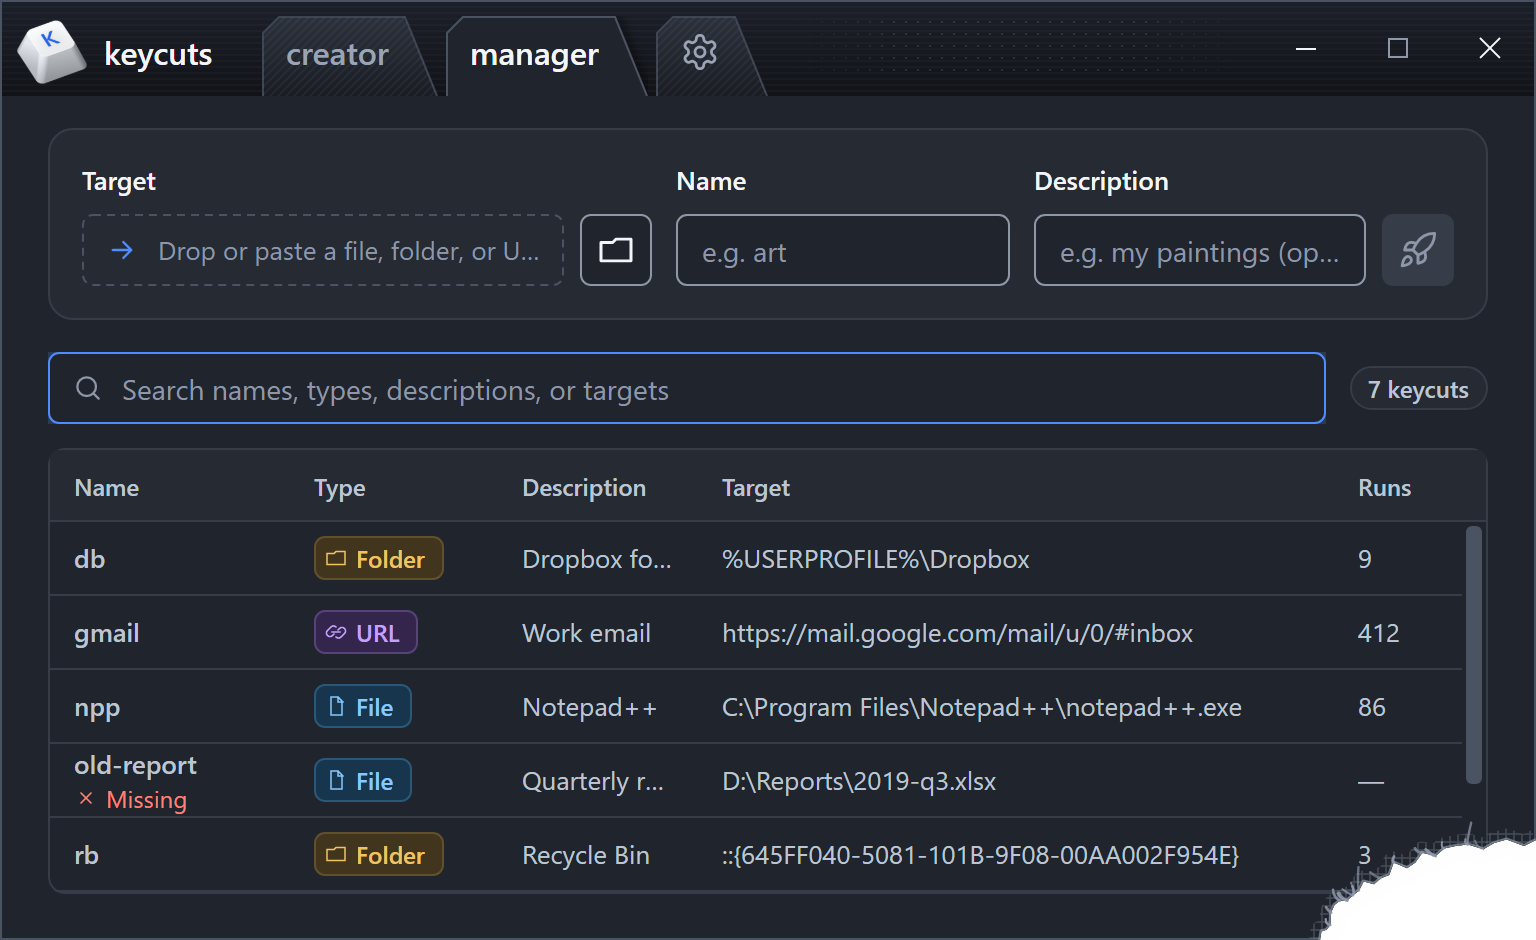 K
keycuts
creator
manager
Target
Name
Description
Drop or paste a file, folder, or U...
e.g. art
e.g. my paintings (op...
Search names, types, descriptions, or targets
7 keycuts
Name Type Description Target Runs
db Folder Dropbox fo... %USERPROFILE%\Dropbox 9
gmail URL Work email https://mail.google.com/mail/u/0/#inbox 412
npp File Notepad++ C:\Program Files\Notepad++\notepad++.exe 86
old-report File Quarterly r... D:\Reports\2019-q3.xlsx —
Missing
rb Folder Recycle Bin ::{645FF040-5081-101B-9F08-00AA002F954E} 3